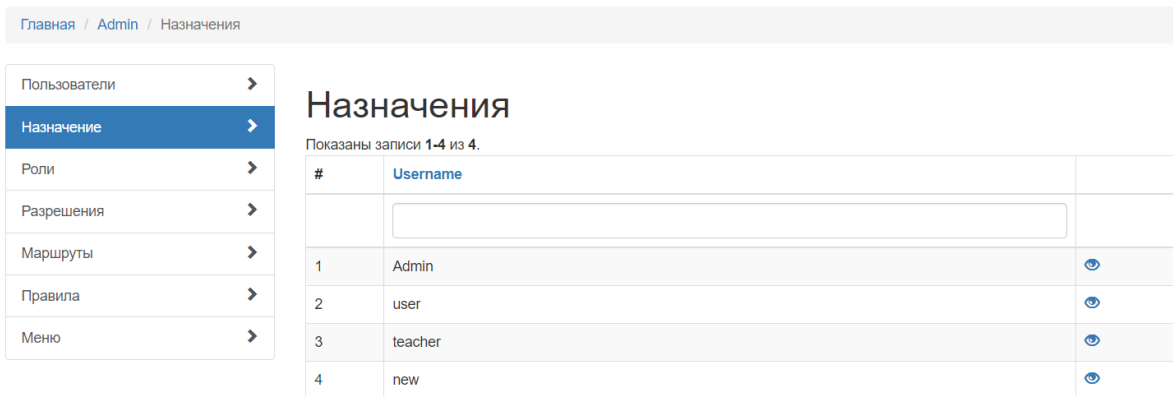 Главная / Admin / Назначения
Пользователи
Назначение
Роли
Разрешения
Маршруты
Правила
Меню
Назначения
Показаны записи 1-4 из 4.
# Username
1 Admin
2 user
3 teacher
4 new